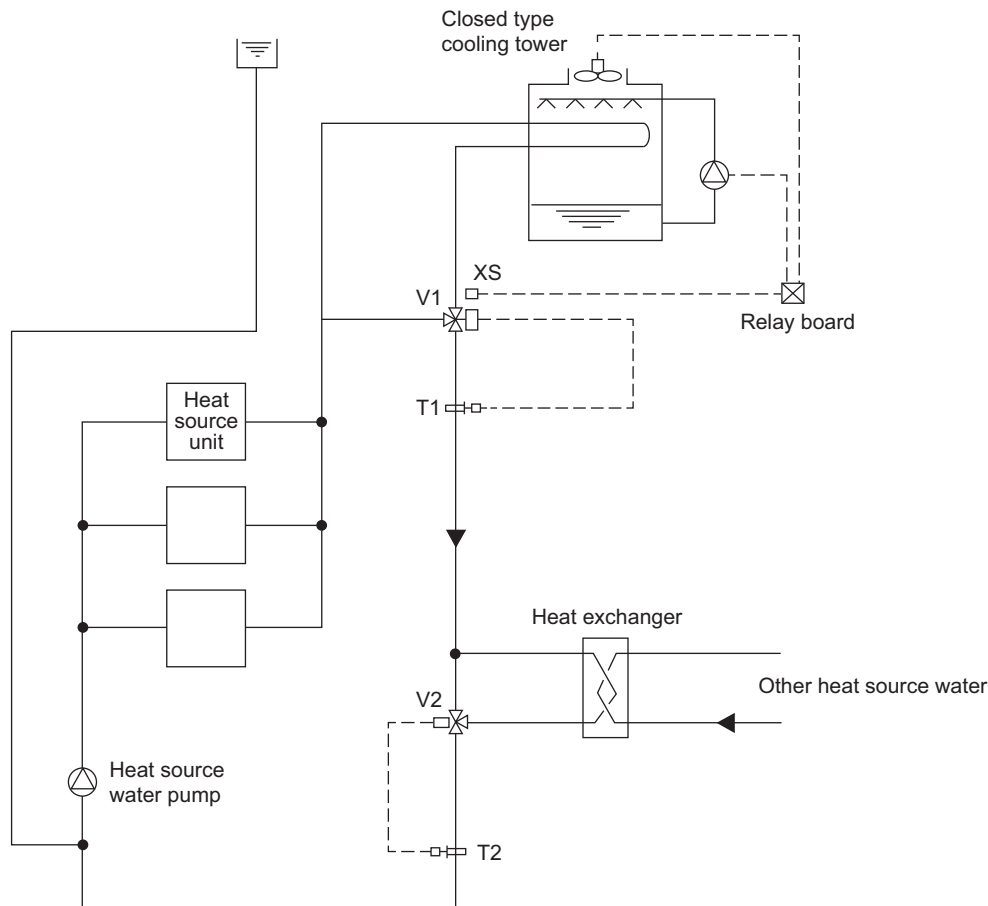 Closed type
cooling tower
XS
V1
Relay board
T1
Heat
source
unit
Heat exchanger
Other heat source water
V2
Heat source
water pump
T2